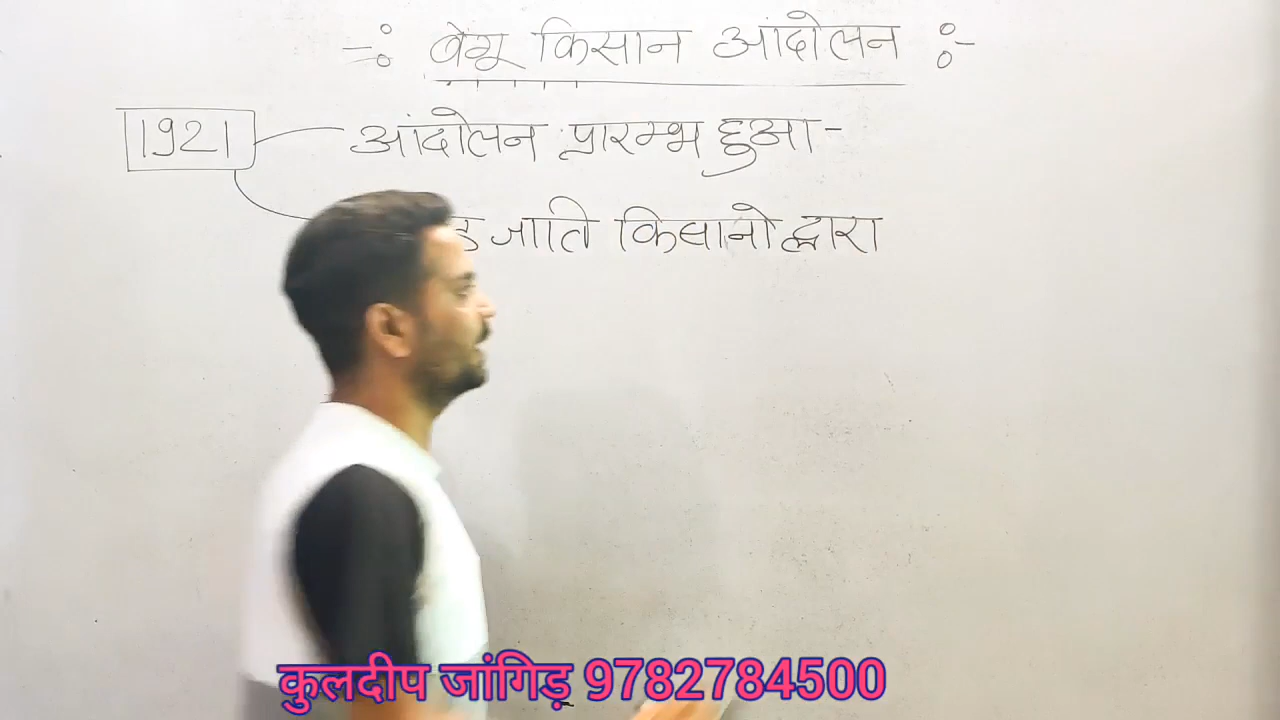 -: बेगू किसान आंदोलन :-
1921 आंदोलन प्रारम्भ हुआ-
जाति किसानो द्वारा
कुलदीप जांगिड़ 9782784500